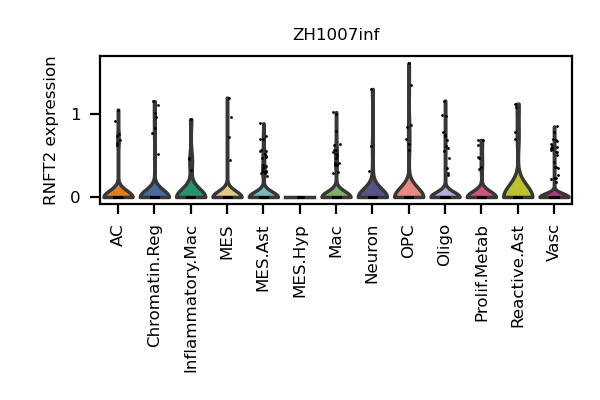 ZH1007inf
RNFT2 expression
1
0
AC
Chromatin.Reg
Inflammatory.Mac
MES
MES.Ast
MES.Hyp
Mac
Neuron
OPC
Oligo
Prolif.Metab
Reactive.Ast
Vasc